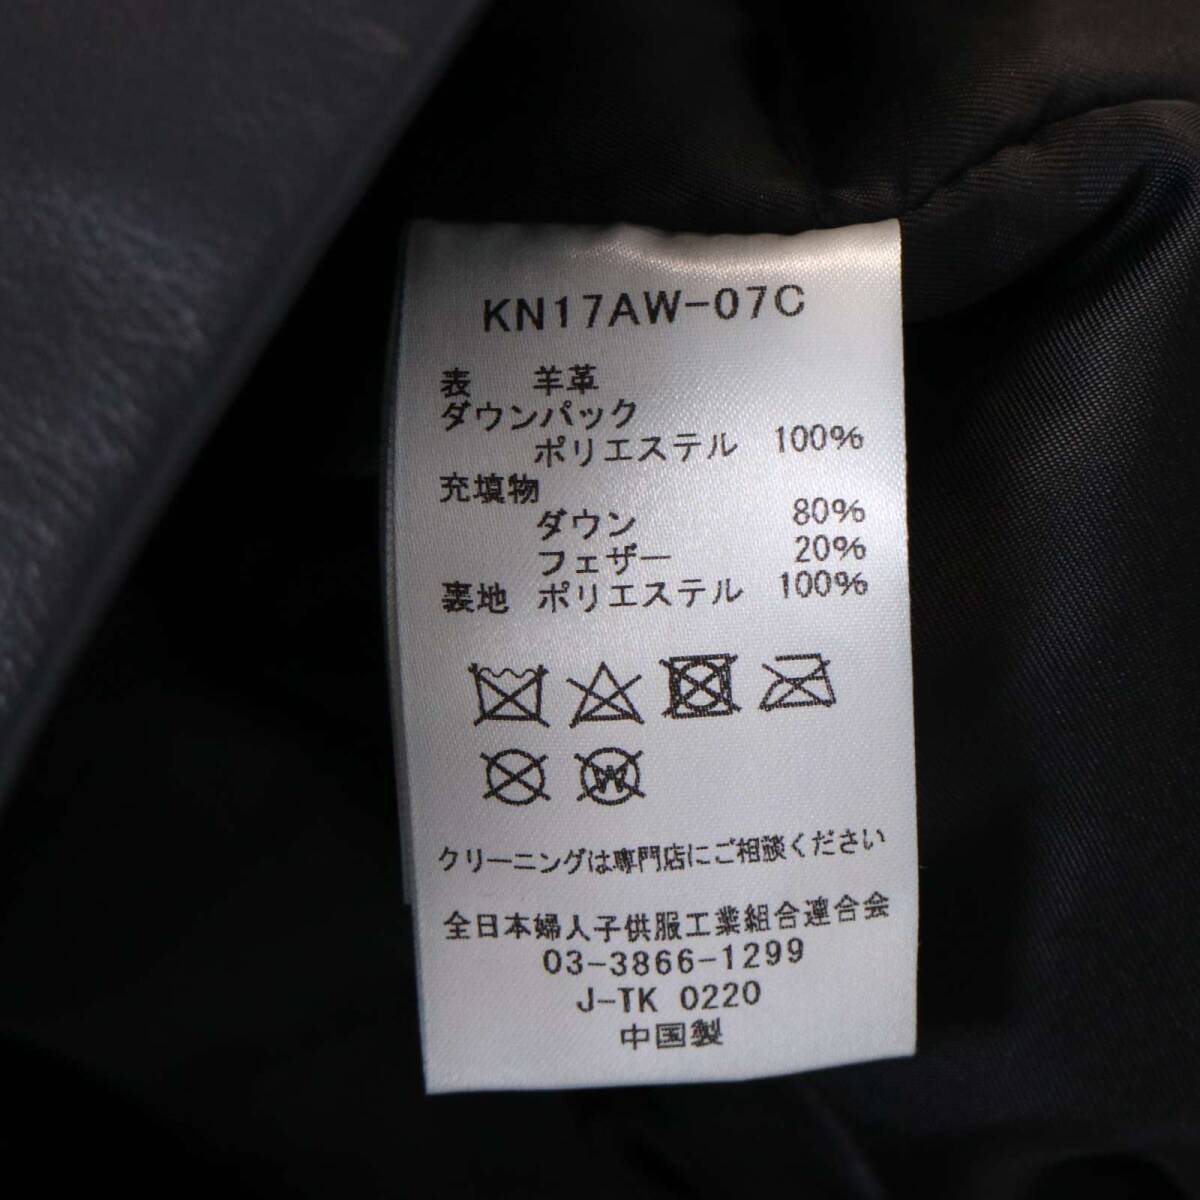 KN17AW-07C
表 羊革
ダウンパック
ポリエステル 100%
充填物
ダウン 80%
フェザー 20%
裏地 ポリエステル 100%
クリーニングは専門店にご相談ください
全日本婦人子供服工業組合連合会
03-3866-1299
J-TK 0220
中国製